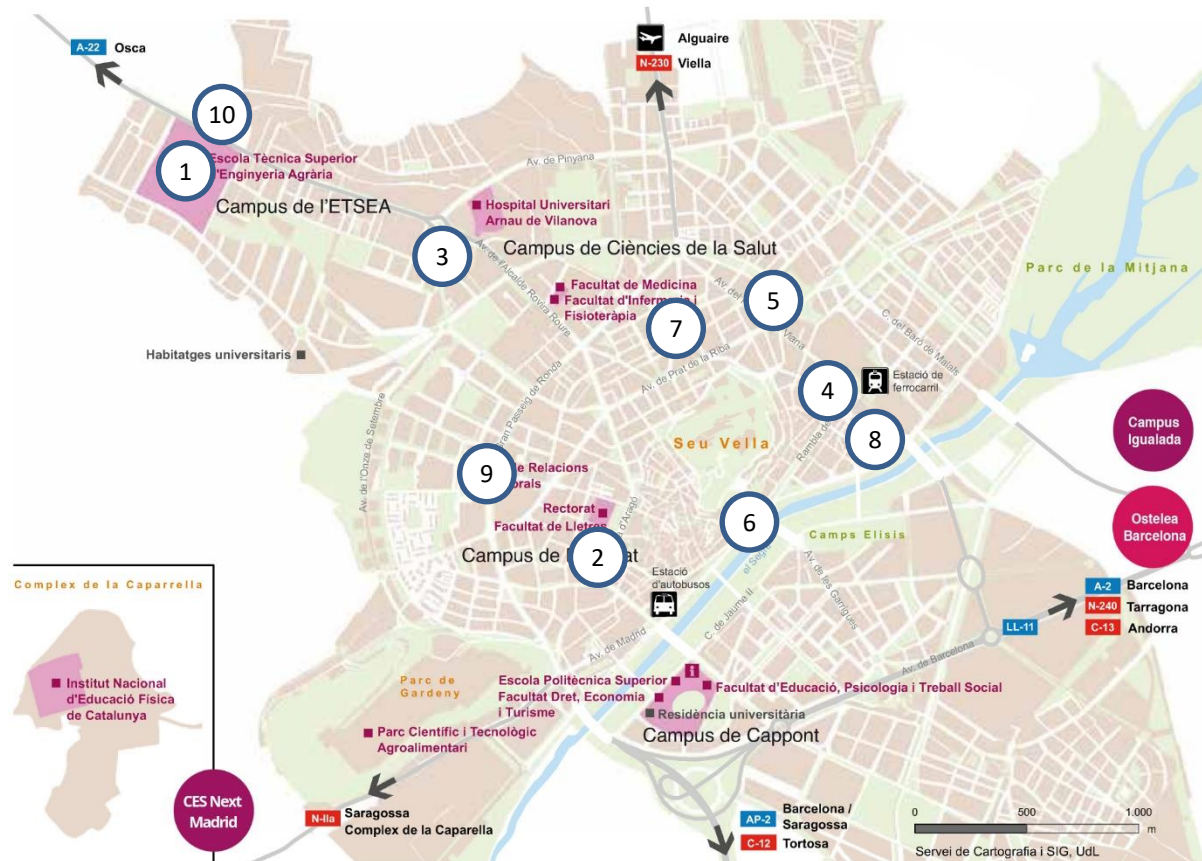 A-22 Osca
Alguaire
N-230 Viella
10
1
Escola Tècnica Superior
d'Enginyeria Agrària
Campus de l'ETSEA
Av. de Pinyana
Hospital Universitari
Arnau de Vilanova
3
Av. de l'Alcalde Rovira Roure
Campus de Ciències de la Salut
Facultat de Medicina
Facultat d'Infermeria i
Fisioteràpia
7
5
Av. del
Viana
C. del Baró de Maials
Parc de la Mitjana
Habitatges universitaris
Gran Passeig de Ronda
Av. de Prat de la Riba
4
Estació de
ferrocarril
Rambla de
8
Av. de l'Onze de Setembre
Seu Vella
Campus
Igualada
9
de Relacions
Rectorat
Facultat de Lletres
d'Aragó
6
el Segre
Camps Elisis
Ostelea
Barcelona
Campus de
2
Estació
d'autobusos
Av. de les Garrigues
C. de Jaume II
Av. de Madrid
Av. de Barcelona
LL-11
A-2 Barcelona
N-240 Tarragona
C-13 Andorra
Complex de la Caparrella
Institut Nacional
d'Educació Física
de Catalunya
Parc de
Gardeny
Escola Politècnica Superior
Facultat Dret, Economia
i Turisme
Facultat d'Educació, Psicologia i Treball Social
Residència universitària
Campus de Cappont
Parc Científic i Tecnològic
Agroalimentari
CES Next
Madrid
N-IIa Saragossa
Complex de la Caparella
AP-2 Barcelona /
Saragossa
C-12 Tortosa
0 500 1.000
m
Servei de Cartografia i SIG, UdL